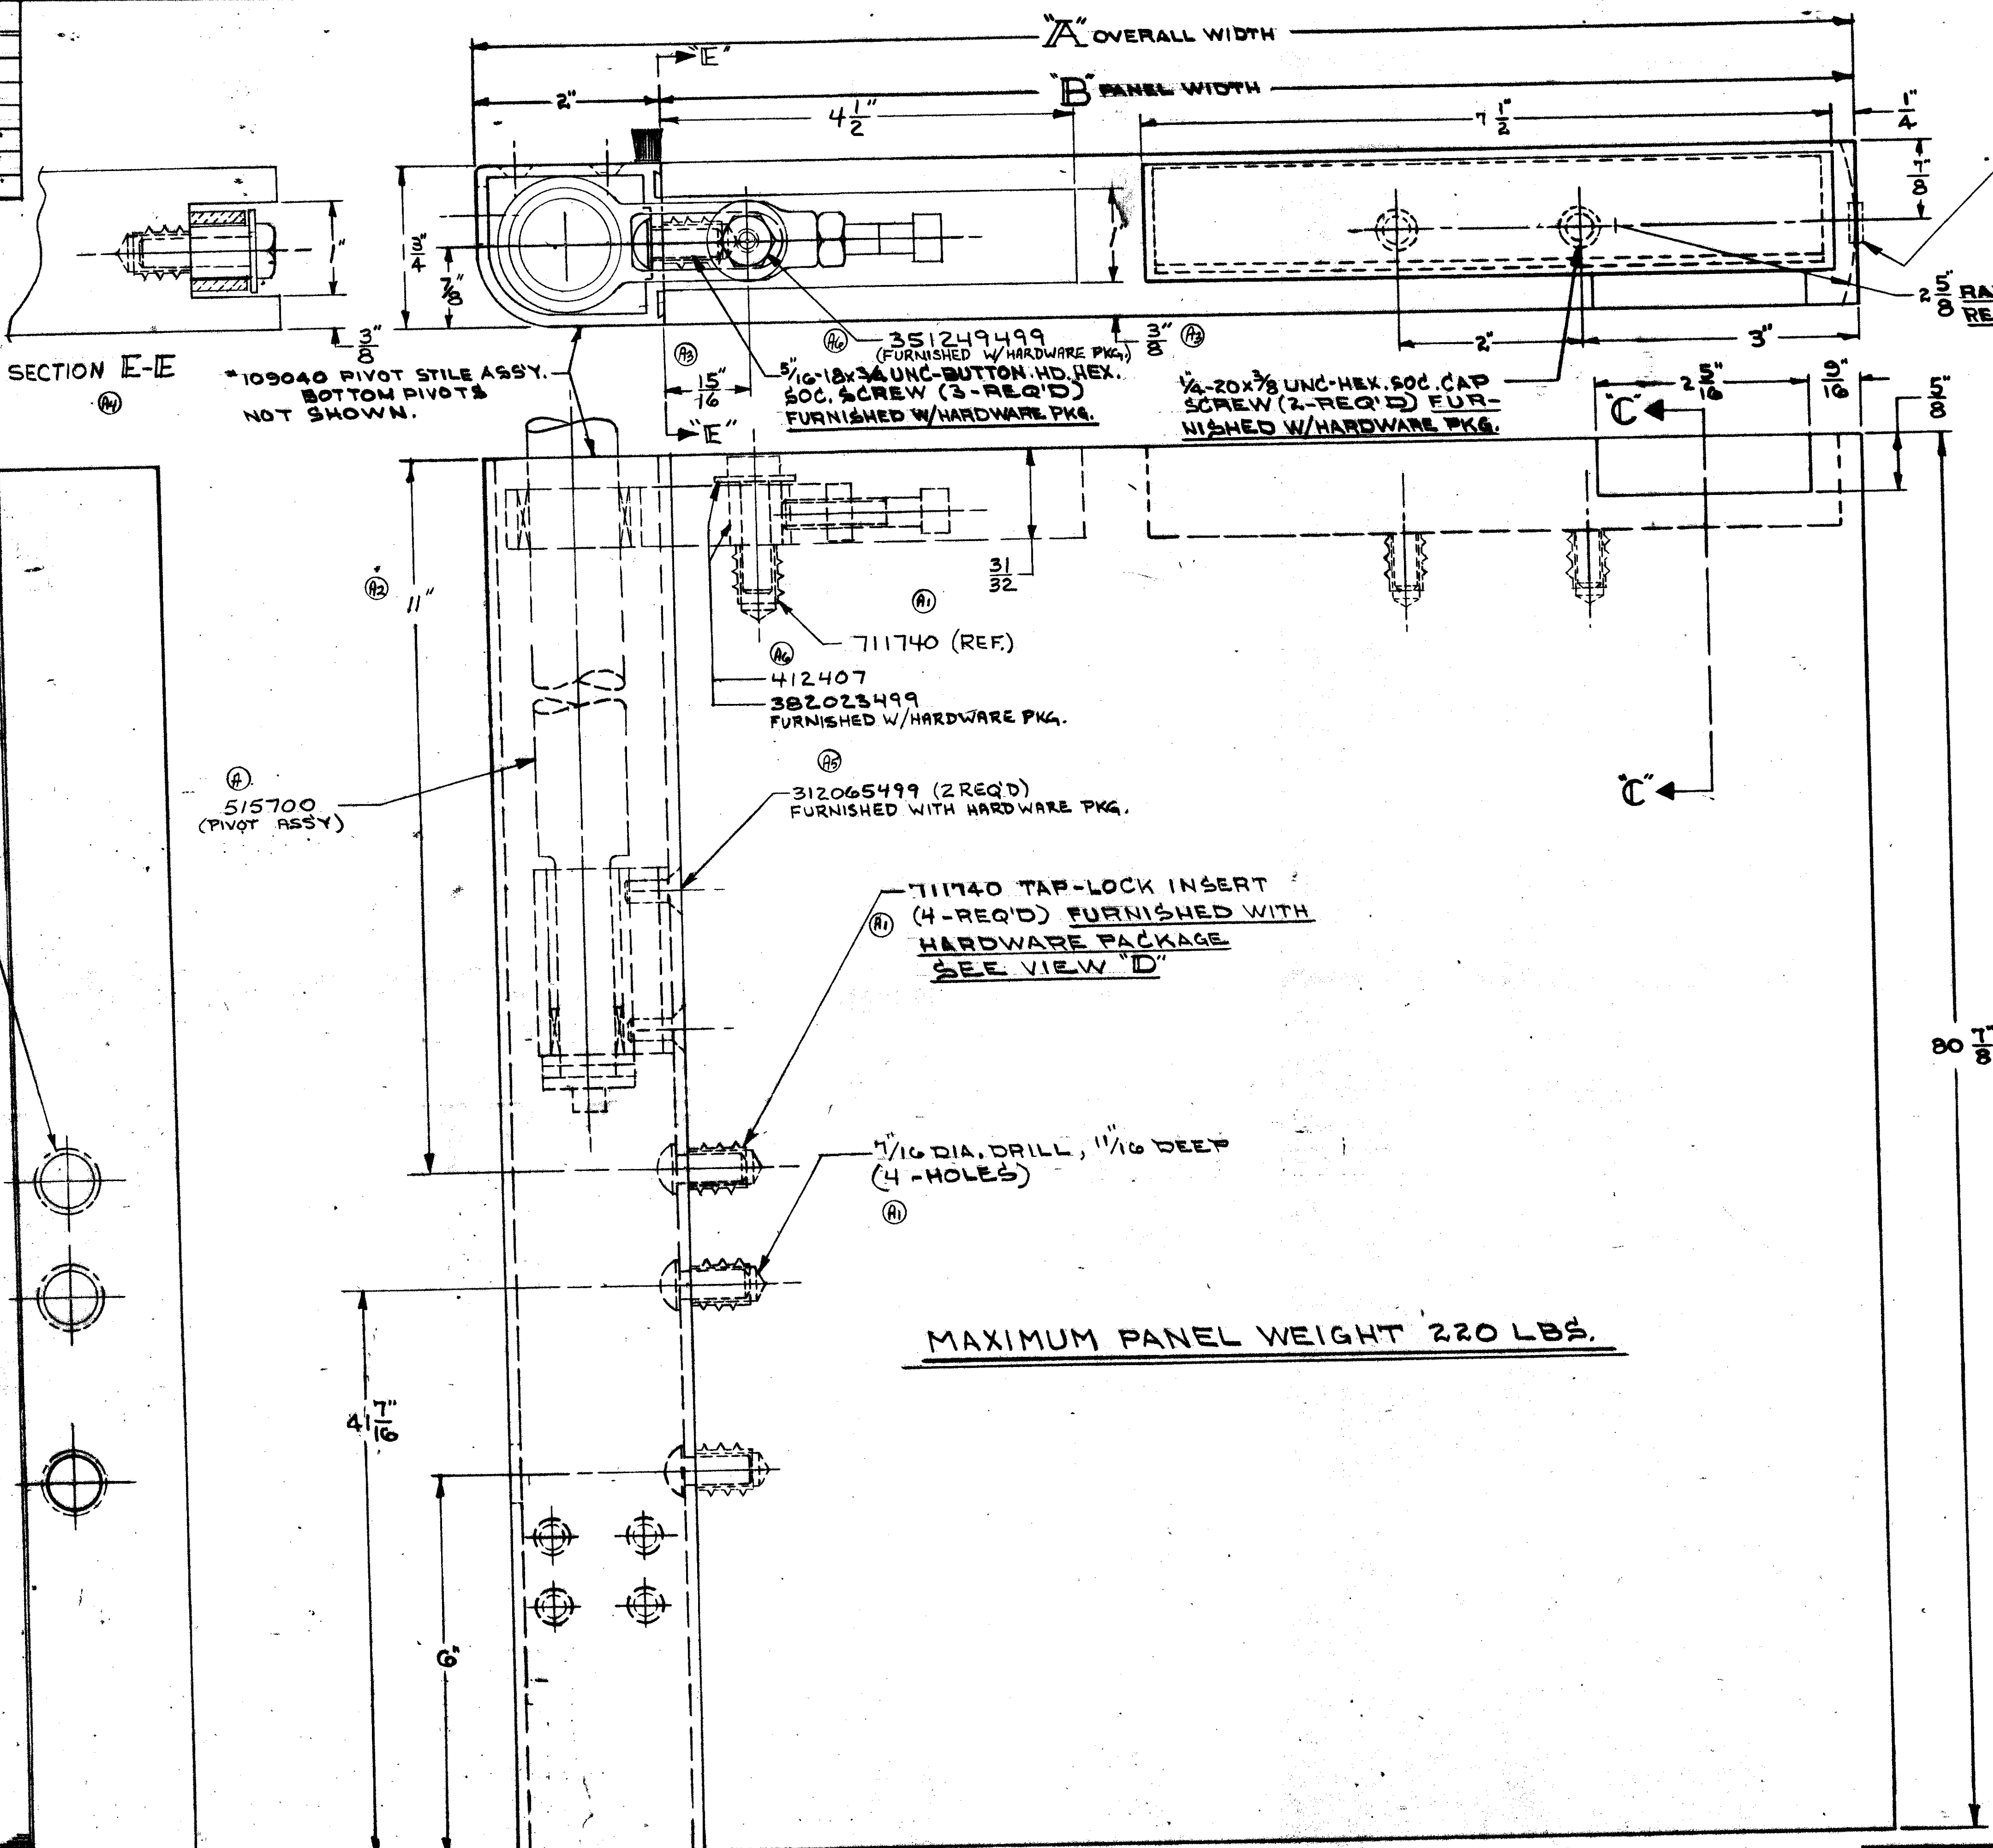 "A" OVERALL WIDTH
"E"
"B" PANEL WIDTH
2"
4 1/2"
7 1/2"
1/4"
7/8"
1"
3/8"
SECTION E-E
A4
1 3/4"
7/8"
1"
*109040 PIVOT STILE ASS'Y.
BOTTOM PIVOTS
NOT SHOWN.
A3
15"/16
"E"
A6
351249499
(FURNISHED W/HARDWARE PKG.)
5/16"-18x3/4 UNC-BUTTON.HD.HEX.
SOC. SCREW (3-REQ'D)
FURNISHED W/HARDWARE PKG.
3/8"
A3
2"
3"
2 5/8"
1/4"-20x3/8 UNC-HEX.SOC.CAP
SCREW (2-REQ'D) FUR-
NISHED W/HARDWARE PKG.
2 5/16"
9/16"
5/8"
"C"
A2
11"
31/32
A1
711740 (REF.)
A6
412407
382023499
FURNISHED W/HARDWARE PKG.
A
515700
(PIVOT ASS'Y)
A5
312065499 (2 REQ'D)
FURNISHED WITH HARDWARE PKG.
"C"
711740 TAP-LOCK INSERT
(4-REQ'D) FURNISHED WITH
A1
HARDWARE PACKAGE
SEE VIEW "D"
80 7/8"
7/16" DIA. DRILL, 11/16" DEEP
(4-HOLES)
A1
MAXIMUM PANEL WEIGHT 220 LBS.
41 7/16"
6"